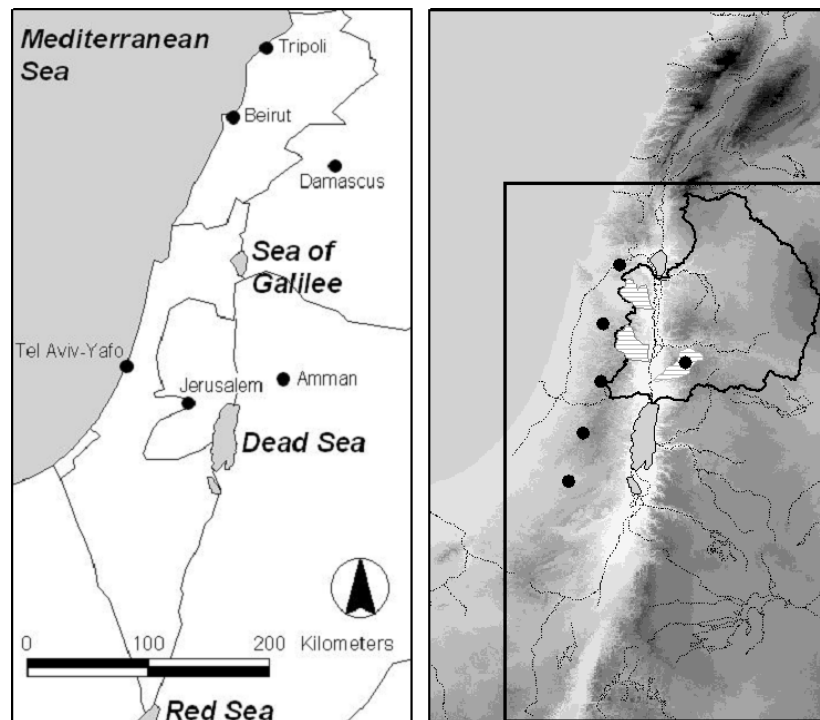 Mediterranean
Sea
Tripoli
Beirut
Damascus
Sea of
Galilee
Tel Aviv-Yafo
Jerusalem
Amman
Dead Sea
0 100 200 Kilometers
Red Sea